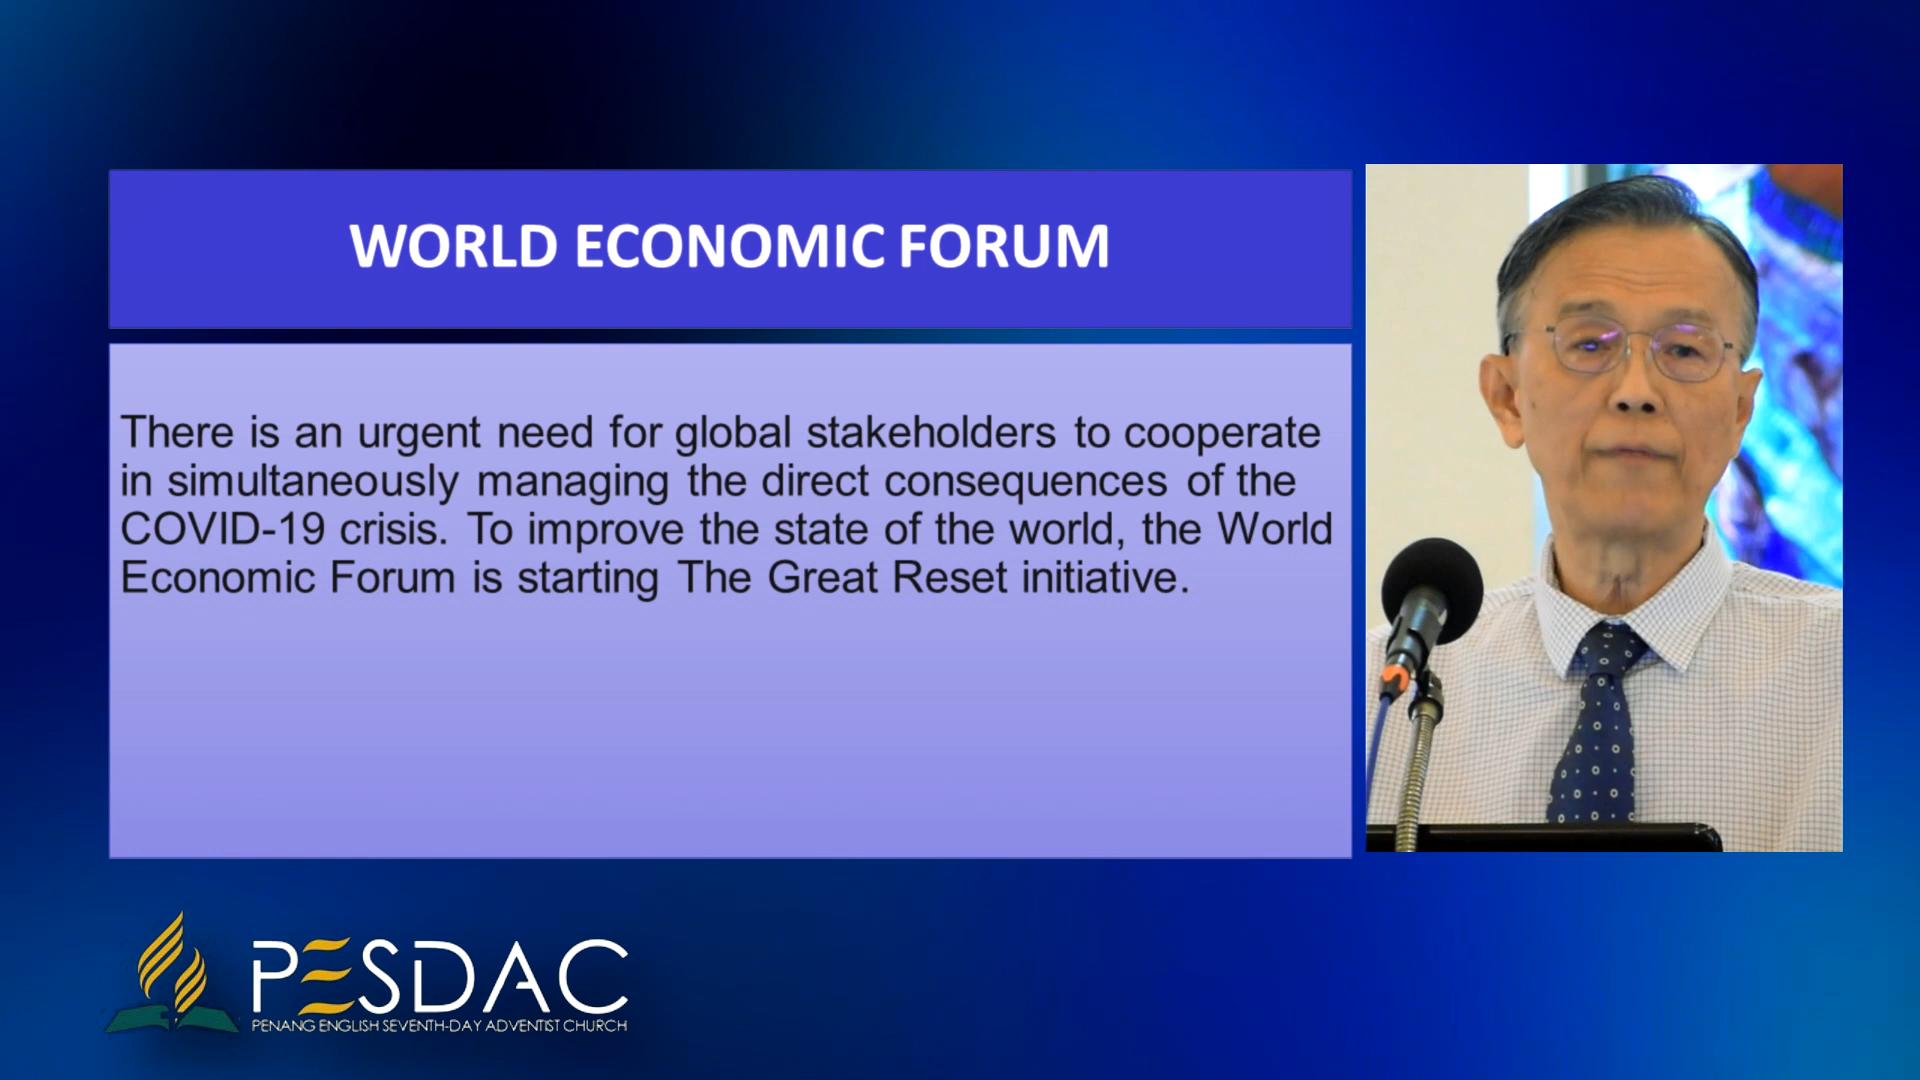 WORLD ECONOMIC FORUM
There is an urgent need for global stakeholders to cooperate
in simultaneously managing the direct consequences of the
COVID-19 crisis. To improve the state of the world, the World
Economic Forum is starting The Great Reset initiative.
PESDAC
PENANG ENGLISH SEVENTH-DAY ADVENTIST CHURCH